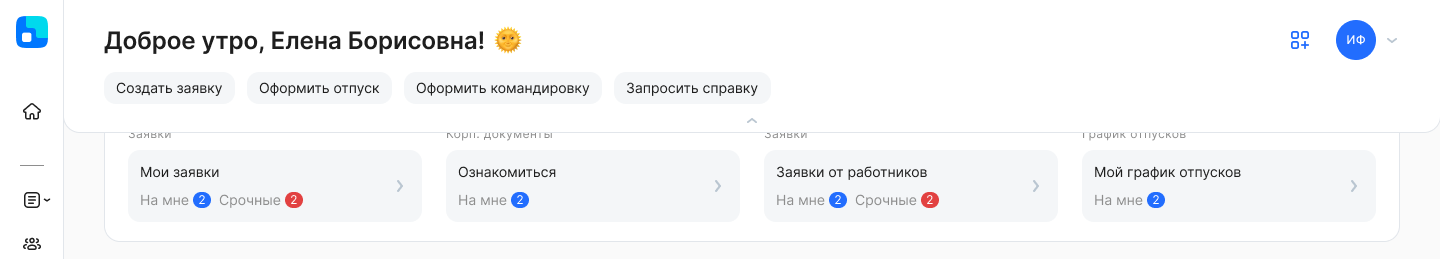 Доброе утро, Елена Борисовна!
ИФ
Создать заявку
Оформить отпуск
Оформить командировку
Запросить справку
Заявки
Корп. документы
Заявки
График отпусков
Мои заявки
На мне 2 Срочные 2
Ознакомиться
На мне 2
Заявки от работников
На мне 2 Срочные 2
Мой график отпусков
На мне 2